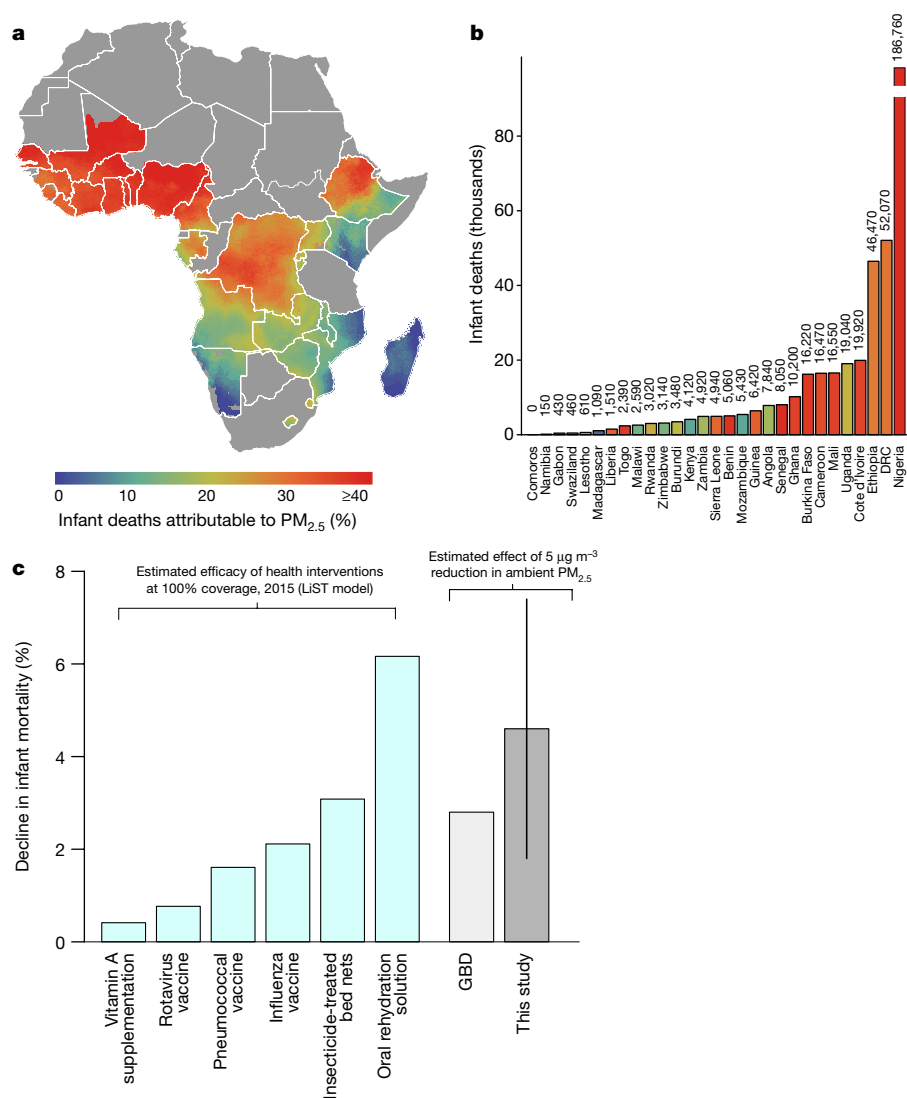 a
0 10 20 30 ≥40
Infant deaths attributable to PM2.5 (%)
b
Infant deaths (thousands)
80
60
40
20
0
0
150
430
460
610
1,090
1,510
2,390
2,590
3,020
3,140
3,480
4,120
4,920
4,940
5,060
5,430
6,420
7,840
8,050
10,200
16,220
16,470
16,550
19,040
19,920
46,470
52,070
186,760
Comoros
Namibia
Gabon
Swaziland
Lesotho
Madagascar
Liberia
Togo
Malawi
Rwanda
Zimbabwe
Burundi
Kenya
Zambia
Sierra Leone
Benin
Mozambique
Guinea
Angola
Senegal
Ghana
Burkina Faso
Cameroon
Mali
Uganda
Cote d'Ivoire
Ethiopia
DRC
Nigeria
c
Decline in infant mortality (%)
8
6
4
2
0
Estimated efficacy of health interventions
at 100% coverage, 2015 (LiST model)
Estimated effect of 5 μg m–3
reduction in ambient PM2.5
Vitamin A
supplementation
Rotavirus
vaccine
Pneumococcal
vaccine
Influenza
vaccine
Insecticide-treated
bed nets
Oral rehydration
solution
GBD
This study